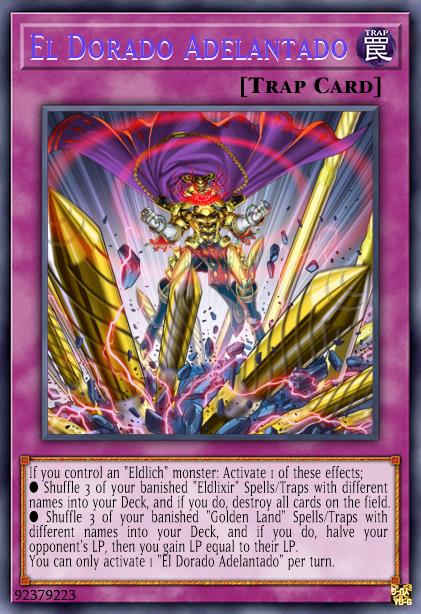 El Dorado Adelantado
TRAP
罠
[Trap Card]
If you control an "Eldlich" monster: Activate 1 of these effects;
● Shuffle 3 of your banished "Eldlixir" Spells/Traps with different
names into your Deck, and if you do, destroy all cards on the field.
● Shuffle 3 of your banished "Golden Land" Spells/Traps with
different names into your Deck, and if you do, halve your
opponent's LP, then you gain LP equal to their LP.
You can only activate 1 "El Dorado Adelantado" per turn.
92379223